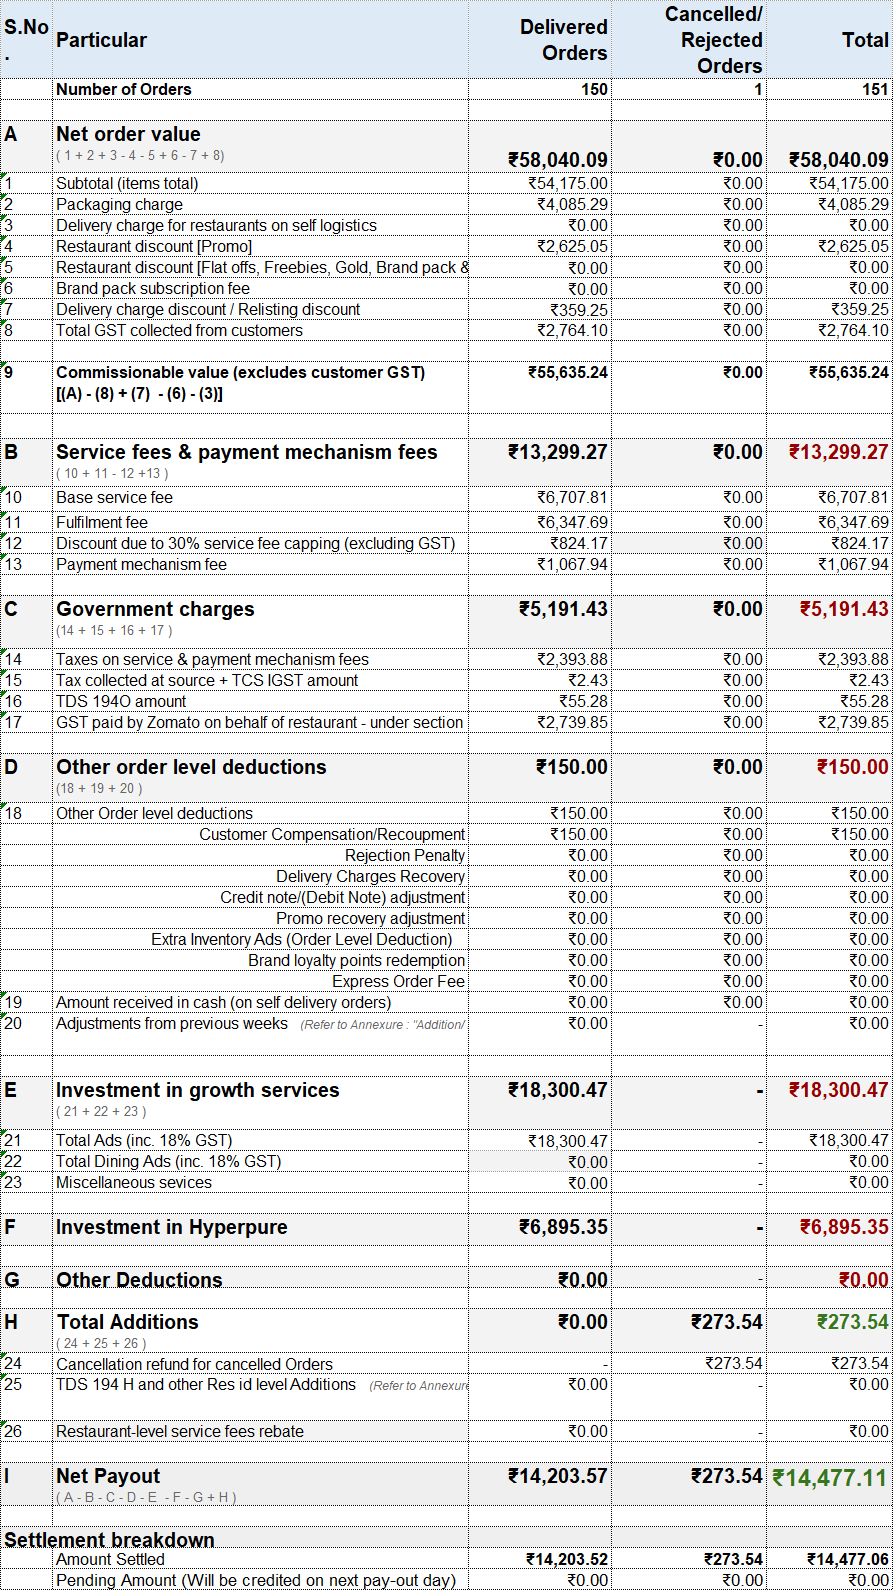 S.No. Particular Delivered Orders Cancelled/ Rejected Orders Total
Number of Orders 150 1 151
A Net order value
( 1 + 2 + 3 - 4 - 5 + 6 - 7 + 8) ₹58,040.09 ₹0.00 ₹58,040.09
1 Subtotal (items total) ₹54,175.00 ₹0.00 ₹54,175.00
2 Packaging charge ₹4,085.29 ₹0.00 ₹4,085.29
3 Delivery charge for restaurants on self logistics ₹0.00 ₹0.00 ₹0.00
4 Restaurant discount [Promo] ₹2,625.05 ₹0.00 ₹2,625.05
5 Restaurant discount [Flat offs, Freebies, Gold, Brand pack & ₹0.00 ₹0.00 ₹0.00
6 Brand pack subscription fee ₹0.00 ₹0.00 ₹0.00
7 Delivery charge discount / Relisting discount ₹359.25 ₹0.00 ₹359.25
8 Total GST collected from customers ₹2,764.10 ₹0.00 ₹2,764.10
9 Commissionable value (excludes customer GST) ₹55,635.24 ₹0.00 ₹55,635.24
[(A) - (8) + (7) - (6) - (3)]
B Service fees & payment mechanism fees ₹13,299.27 ₹0.00 ₹13,299.27
( 10 + 11 - 12 +13 )
10 Base service fee ₹6,707.81 ₹0.00 ₹6,707.81
11 Fulfilment fee ₹6,347.69 ₹0.00 ₹6,347.69
12 Discount due to 30% service fee capping (excluding GST) ₹824.17 ₹0.00 ₹824.17
13 Payment mechanism fee ₹1,067.94 ₹0.00 ₹1,067.94
C Government charges ₹5,191.43 ₹0.00 ₹5,191.43
(14 + 15 + 16 + 17 )
14 Taxes on service & payment mechanism fees ₹2,393.88 ₹0.00 ₹2,393.88
15 Tax collected at source + TCS IGST amount ₹2.43 ₹0.00 ₹2.43
16 TDS 194O amount ₹55.28 ₹0.00 ₹55.28
17 GST paid by Zomato on behalf of restaurant - under section ₹2,739.85 ₹0.00 ₹2,739.85
D Other order level deductions ₹150.00 ₹0.00 ₹150.00
(18 + 19 + 20 )
18 Other Order level deductions ₹150.00 ₹0.00 ₹150.00
Customer Compensation/Recoupment ₹150.00 ₹0.00 ₹150.00
Rejection Penalty ₹0.00 ₹0.00 ₹0.00
Delivery Charges Recovery ₹0.00 ₹0.00 ₹0.00
Credit note/(Debit Note) adjustment ₹0.00 ₹0.00 ₹0.00
Promo recovery adjustment ₹0.00 ₹0.00 ₹0.00
Extra Inventory Ads (Order Level Deduction) ₹0.00 ₹0.00 ₹0.00
Brand loyalty points redemption ₹0.00 ₹0.00 ₹0.00
Express Order Fee ₹0.00 ₹0.00 ₹0.00
19 Amount received in cash (on self delivery orders) ₹0.00 ₹0.00 ₹0.00
20 Adjustments from previous weeks (Refer to Annexure : "Addition/ ₹0.00 - ₹0.00
E Investment in growth services ₹18,300.47 - ₹18,300.47
( 21 + 22 + 23 )
21 Total Ads (inc. 18% GST) ₹18,300.47 - ₹18,300.47
22 Total Dining Ads (inc. 18% GST) ₹0.00 - ₹0.00
23 Miscellaneous sevices ₹0.00 - ₹0.00
F Investment in Hyperpure ₹6,895.35 - ₹6,895.35
G Other Deductions ₹0.00 - ₹0.00
H Total Additions ₹0.00 ₹273.54 ₹273.54
( 24 + 25 + 26 )
24 Cancellation refund for cancelled Orders - ₹273.54 ₹273.54
25 TDS 194 H and other Res id level Additions (Refer to Annexure ₹0.00 - ₹0.00
26 Restaurant-level service fees rebate ₹0.00 - ₹0.00
I Net Payout ₹14,203.57 ₹273.54 ₹14,477.11
( A - B - C - D - E - F - G + H )
Settlement breakdown
Amount Settled ₹14,203.52 ₹273.54 ₹14,477.06
Pending Amount (Will be credited on next pay-out day) ₹0.00 ₹0.00 ₹0.00